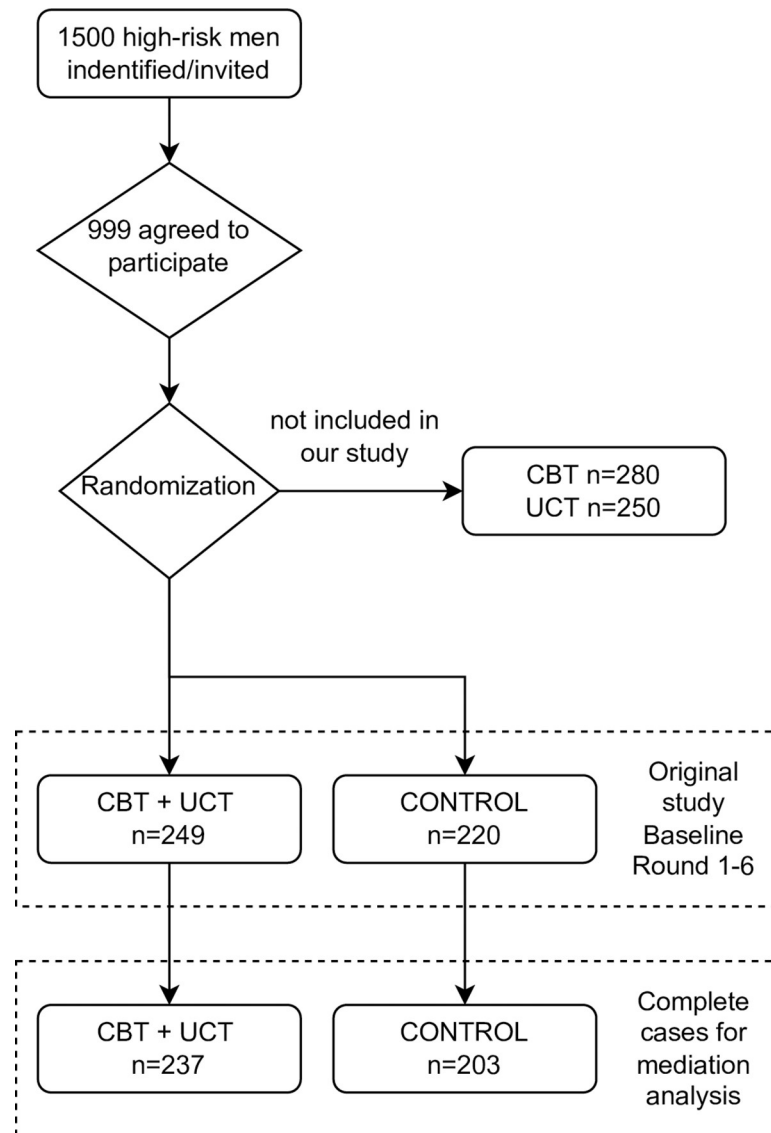 1500 high-risk men
indentified/invited
999 agreed to
participate
Randomization
not included in
our study
CBT n=280
UCT n=250
CBT + UCT
n=249
CONTROL
n=220
Original
study
Baseline
Round 1-6
CBT + UCT
n=237
CONTROL
n=203
Complete
cases for
mediation
analysis